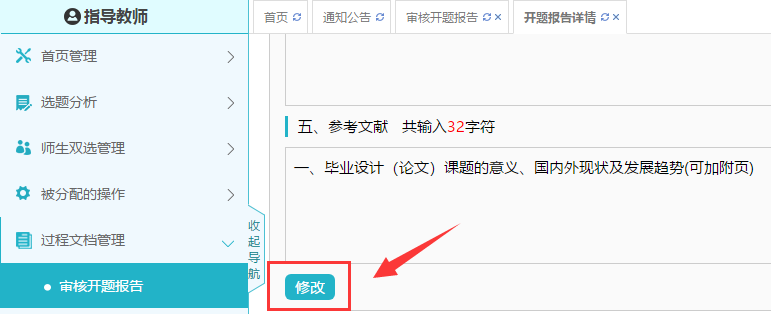 指导教师
首页管理
选题分析
师生双选管理
被分配的操作
过程文档管理
审核开题报告
收起导航
首页 通知公告 审核开题报告 开题报告详情
五、参考文献 共输入32字符
一、毕业设计（论文）课题的意义、国内外现状及发展趋势(可加附页)
修改